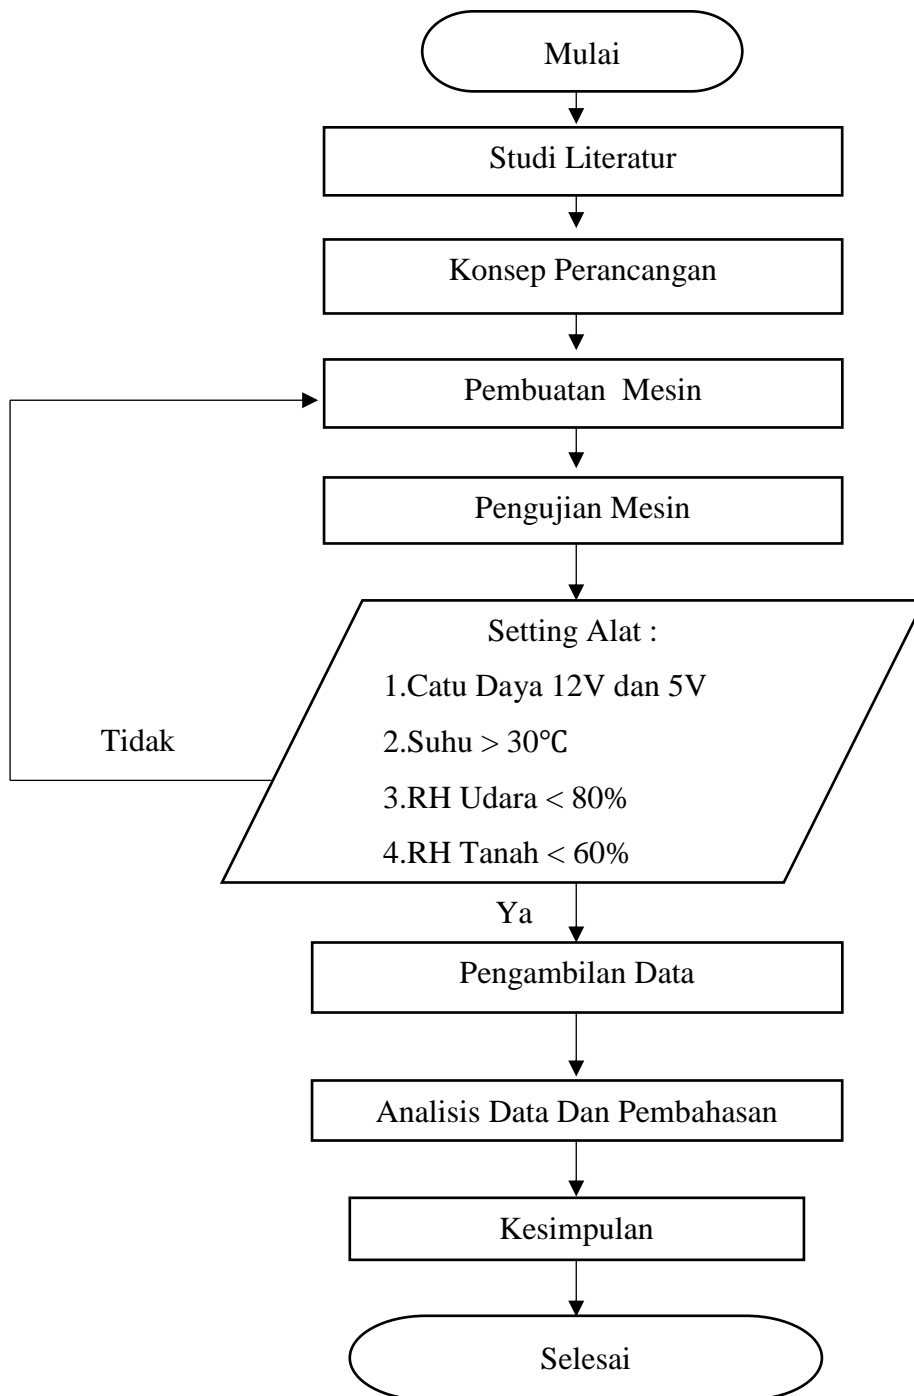 Mulai
Studi Literatur
Konsep Perancangan
Pembuatan  Mesin
Pengujian Mesin
Setting Alat :
1.Catu Daya 12V dan 5V
2.Suhu > 30℃
3.RH Udara < 80%
4.RH Tanah < 60%
Tidak
Ya
Pengambilan Data
Analisis Data Dan Pembahasan
Kesimpulan
Selesai